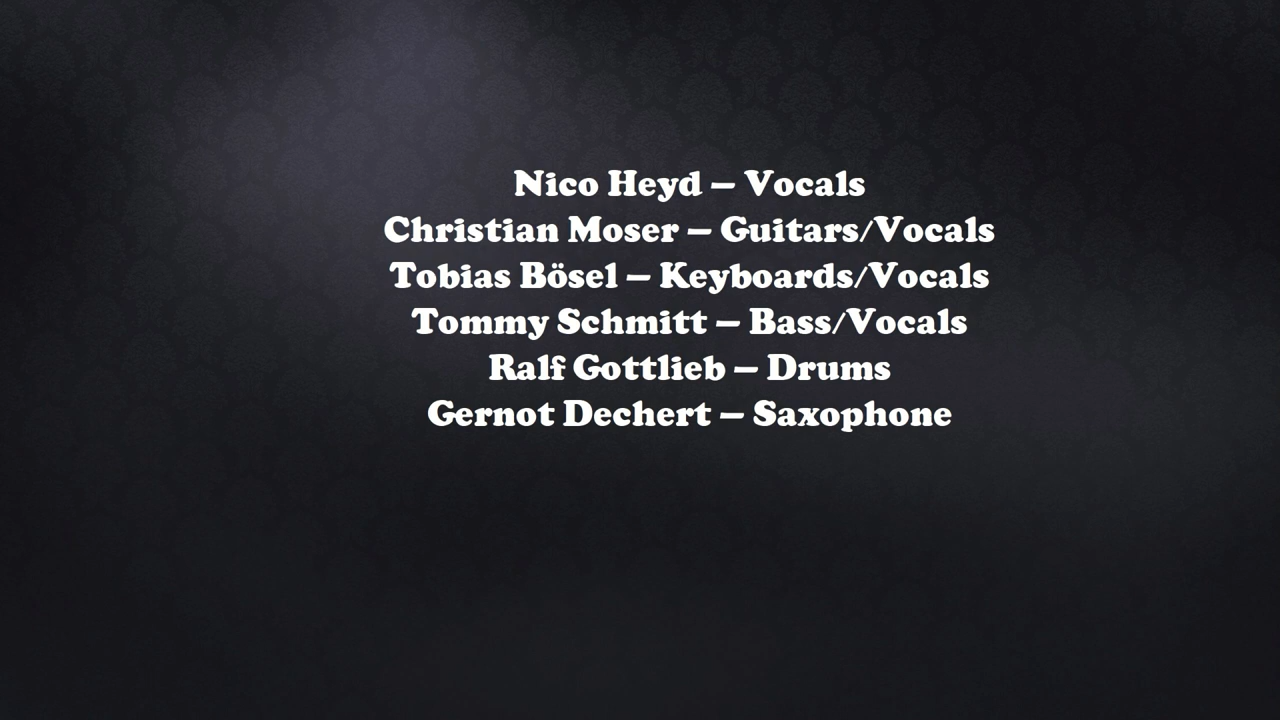 Nico Heyd – Vocals
Christian Moser – Guitars/Vocals
Tobias Bösel – Keyboards/Vocals
Tommy Schmitt – Bass/Vocals
Ralf Gottlieb – Drums
Gernot Dechert – Saxophone